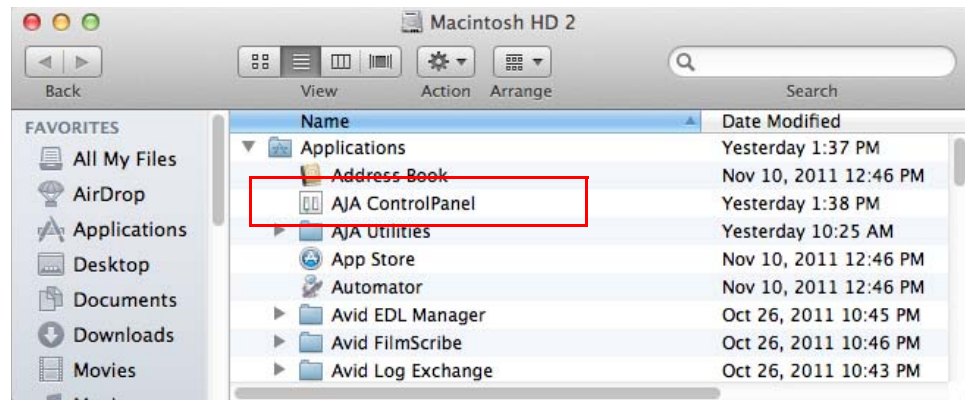 Macintosh HD 2
Back View Action Arrange Search
FAVORITES
All My Files
AirDrop
Applications
Desktop
Documents
Downloads
Movies
Name Date Modified
Applications Yesterday 1:37 PM
Address Book Nov 10, 2011 12:46 PM
AJA ControlPanel Yesterday 1:38 PM
AJA Utilities Yesterday 10:25 AM
App Store Nov 10, 2011 12:46 PM
Automator Nov 10, 2011 12:46 PM
Avid EDL Manager Oct 26, 2011 10:45 PM
Avid FilmScribe Oct 26, 2011 10:46 PM
Avid Log Exchange Oct 26, 2011 10:43 PM